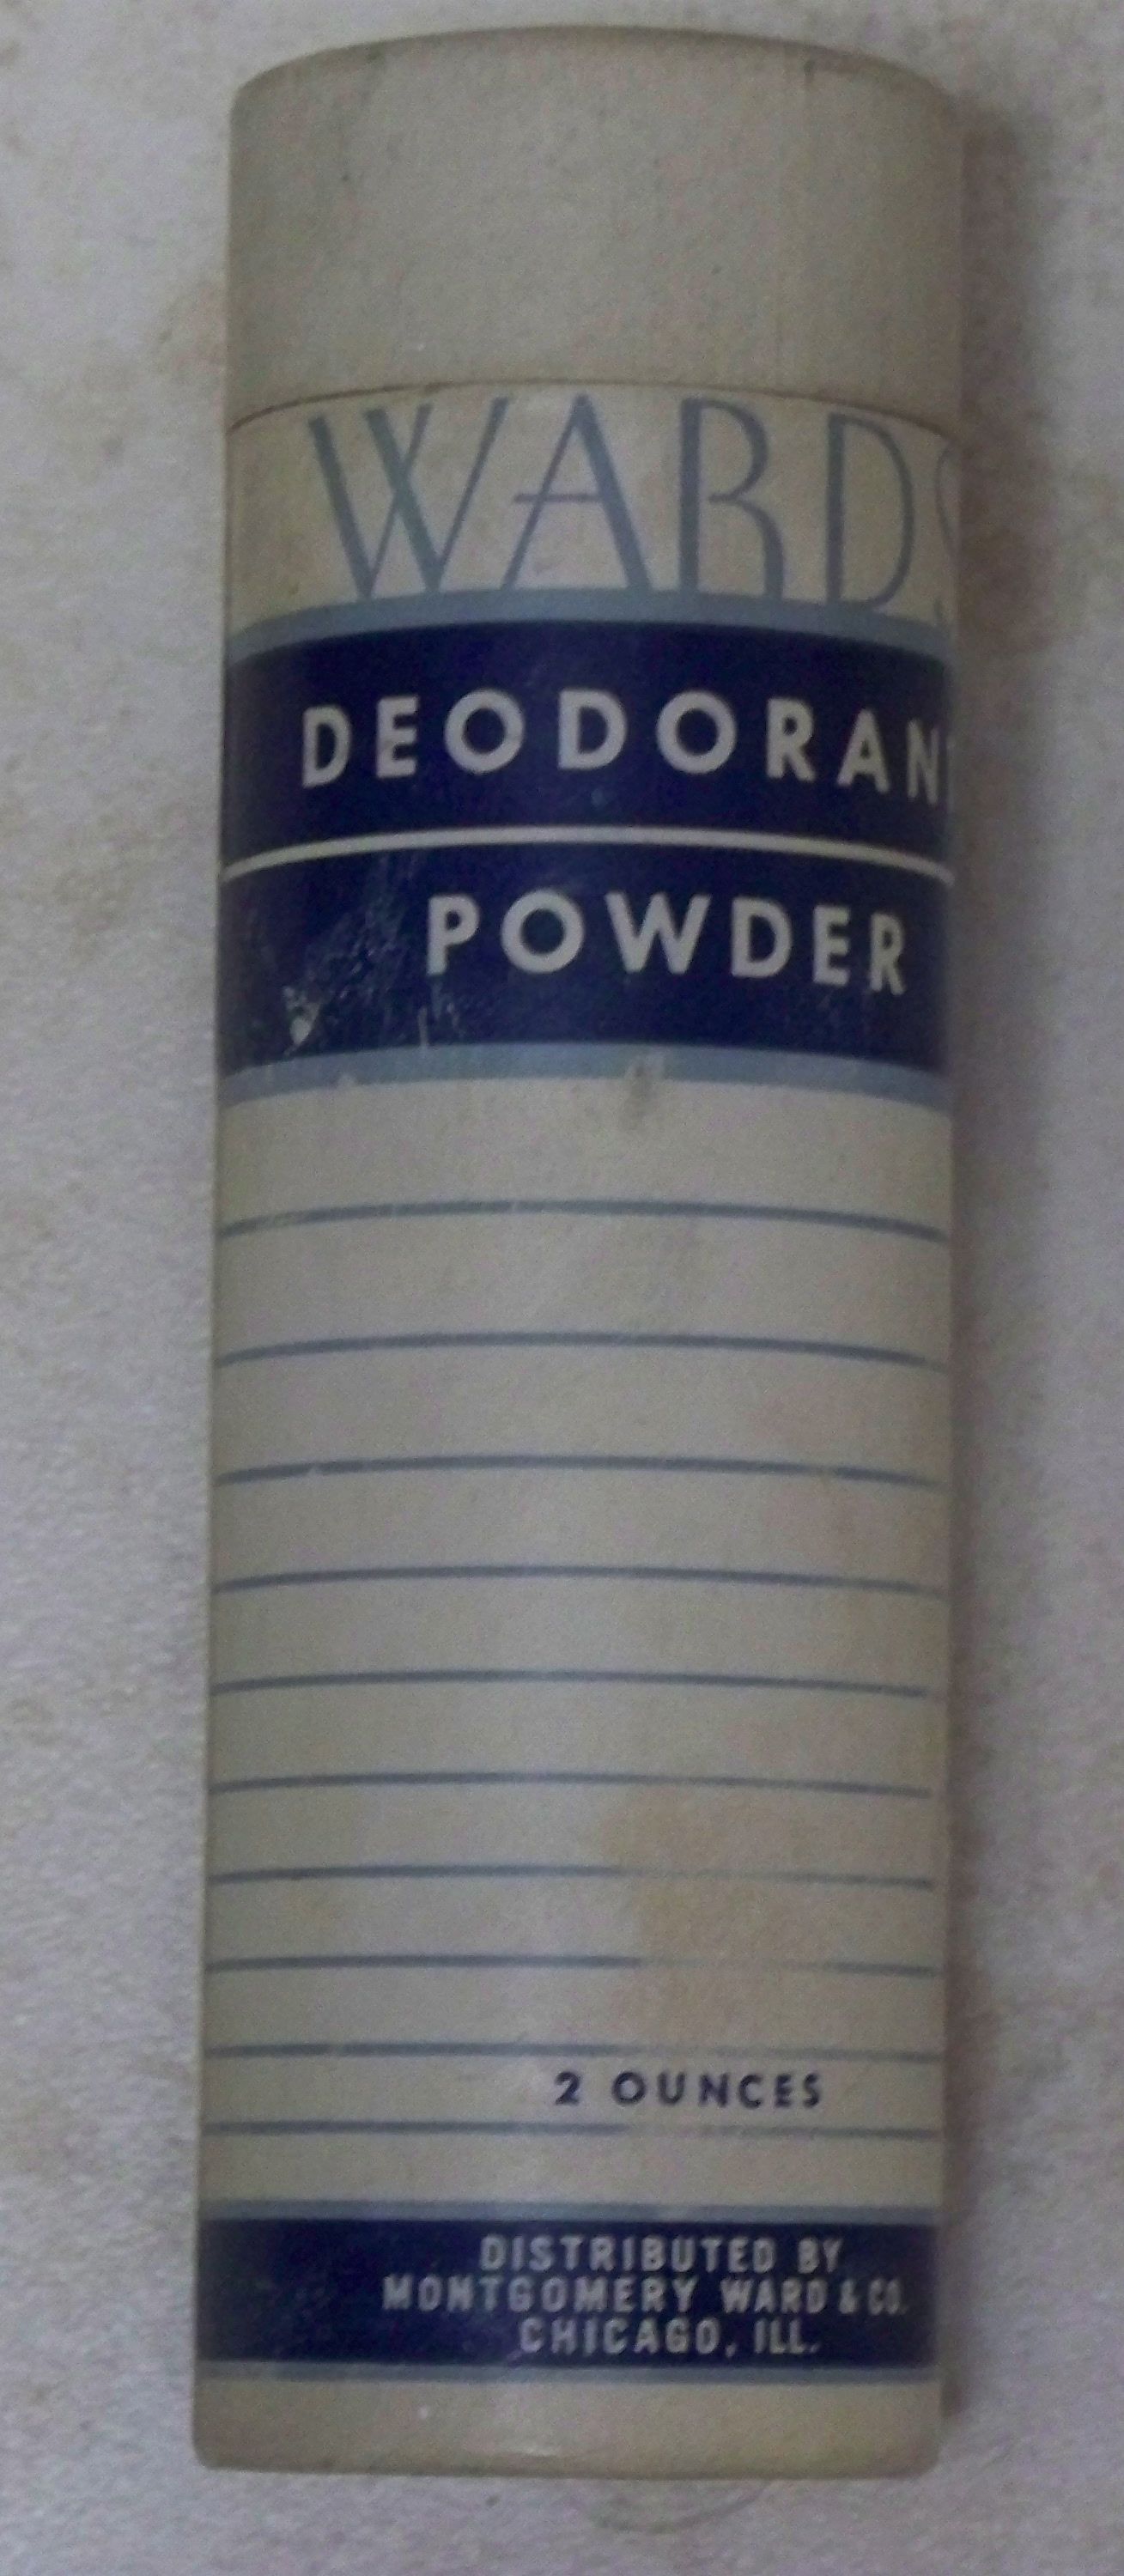 WARDS
DEODORANT
POWDER
2 OUNCES
DISTRIBUTED BY
MONTGOMERY WARD & CO.
CHICAGO, ILL.